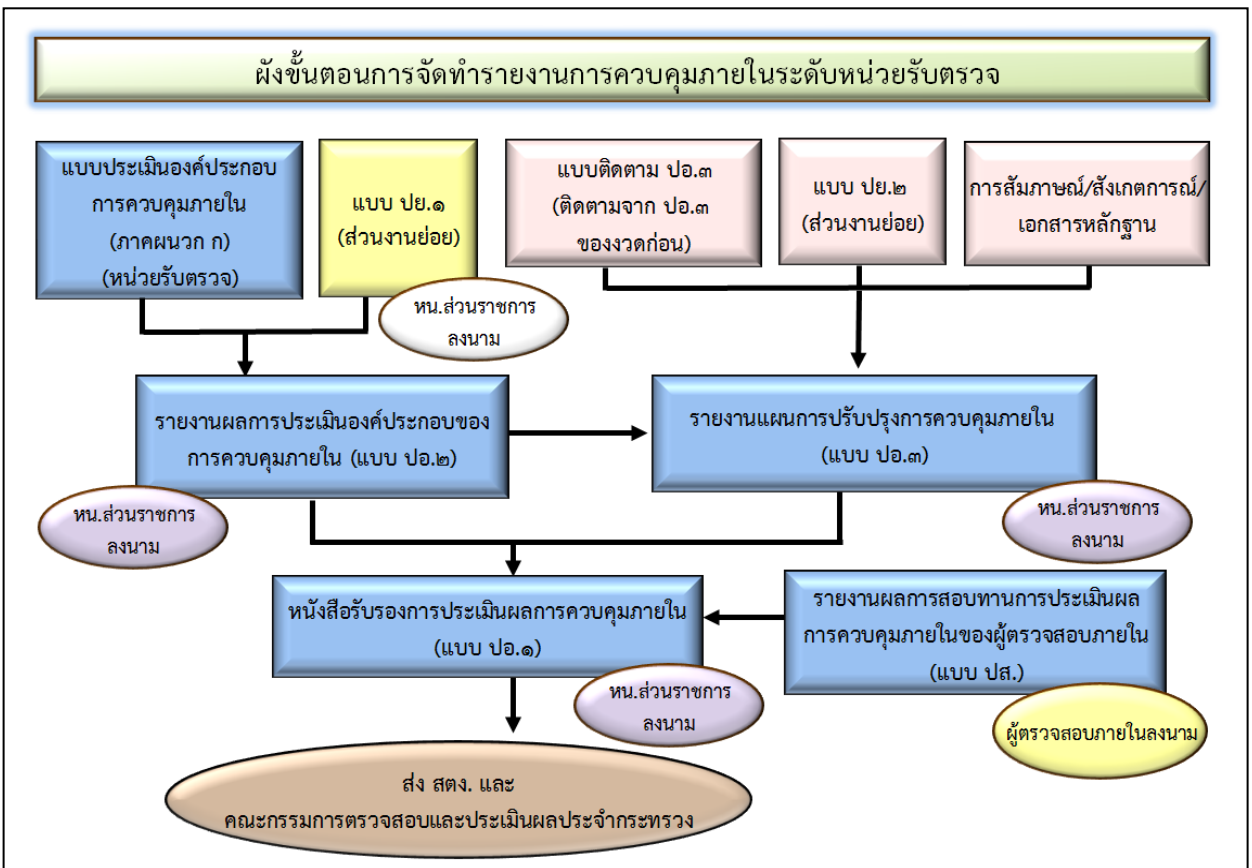 ผังขั้นตอนการจัดทำรายงานการควบคุมภายในระดับหน่วยรับตรวจ
แบบประเมินองค์ประกอบ
การควบคุมภายใน
(ภาคผนวก ก)
(หน่วยรับตรวจ)
แบบ ปย.๑
(ส่วนงานย่อย)
หน.ส่วนราชการ
ลงนาม
แบบติดตาม ปอ.๓
(ติดตามจาก ปอ.๓
ของงวดก่อน)
แบบ ปย.๒
(ส่วนงานย่อย)
การสัมภาษณ์/สังเกตการณ์/
เอกสารหลักฐาน
รายงานผลการประเมินองค์ประกอบของ
การควบคุมภายใน (แบบ ปอ.๒)
หน.ส่วนราชการ
ลงนาม
รายงานแผนการปรับปรุงการควบคุมภายใน
(แบบ ปอ.๓)
หน.ส่วนราชการ
ลงนาม
หนังสือรับรองการประเมินผลการควบคุมภายใน
(แบบ ปอ.๑)
หน.ส่วนราชการ
ลงนาม
รายงานผลการสอบทานการประเมินผล
การควบคุมภายในของผู้ตรวจสอบภายใน
(แบบ ปส.)
ผู้ตรวจสอบภายในลงนาม
ส่ง สตง. และ
คณะกรรมการตรวจสอบและประเมินผลประจำกระทรวง